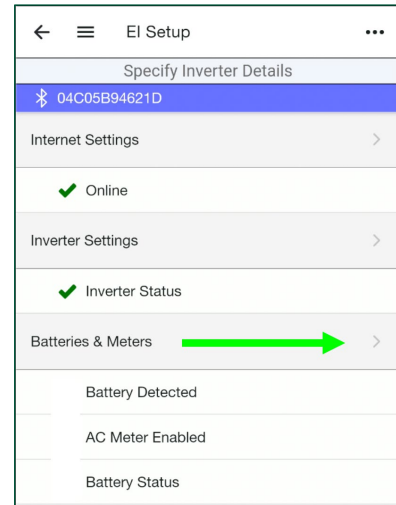 EI Setup
Specify Inverter Details
04C05B94621D
Internet Settings
Online
Inverter Settings
Inverter Status
Batteries & Meters
Battery Detected
AC Meter Enabled
Battery Status